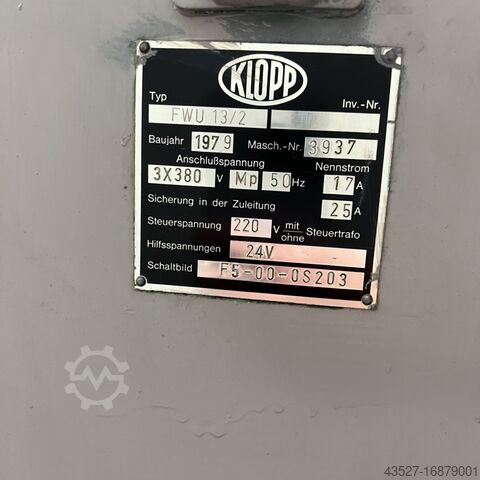 KLOPP
Typ FWU 13/2 Inv.-Nr.
Baujahr 1979 Masch.-Nr. 3937
Anschlußspannung Nennstrom
3X380 V Mp 50 Hz 17 A
Sicherung in der Zuleitung 25 A
Steuerspannung 220 V mit ohne Steuertrafo
Hilfsspannungen 24V
Schaltbild F5-00-0S203
43527-16879001